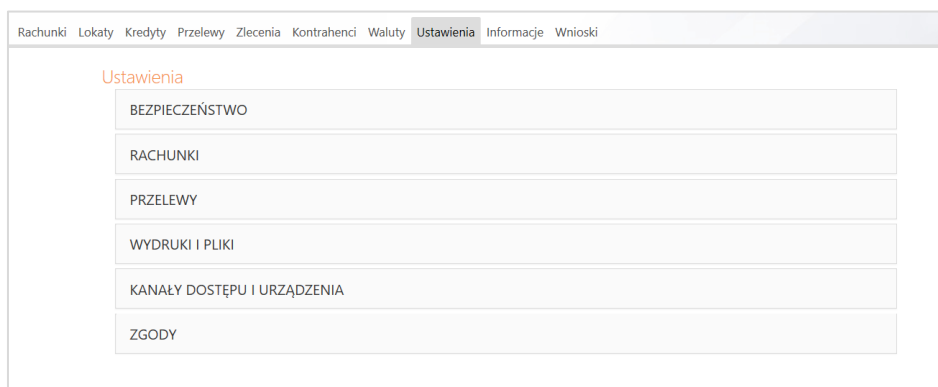 Rachunki Lokaty Kredyty Przelewy Zlecenia Kontrahenci Waluty Ustawienia Informacje Wnioski
Ustawienia
BEZPIECZEŃSTWO
RACHUNKI
PRZELEWY
WYDRUKI I PLIKI
KANAŁY DOSTĘPU I URZĄDZENIA
ZGODY